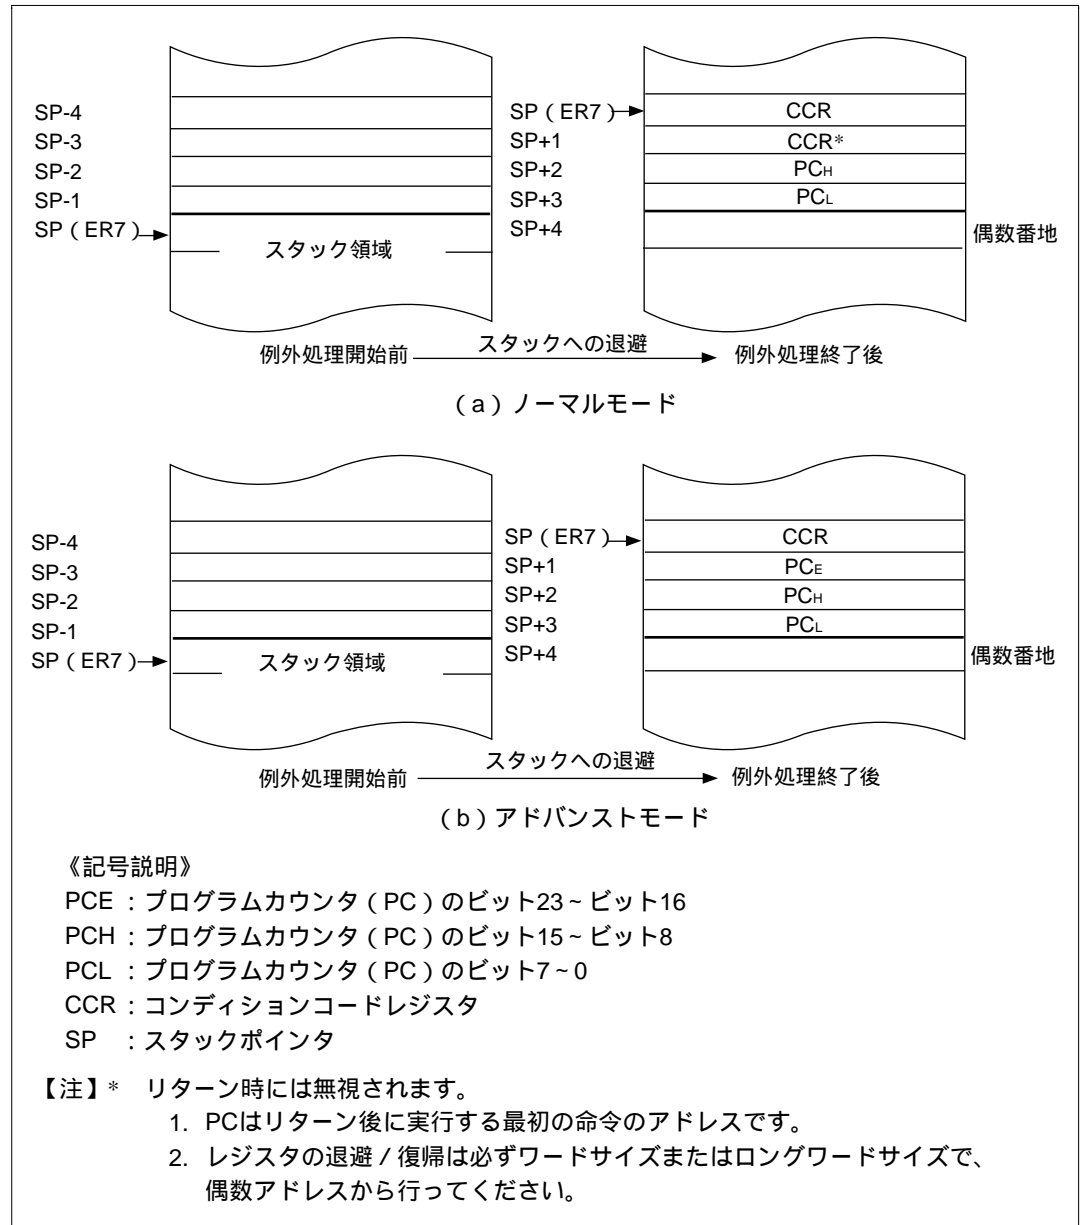 SP-4
SP-3
SP-2
SP-1
SP(ER7)
スタック領域
SP(ER7)
SP+1
SP+2
SP+3
SP+4
CCR
CCR*
PCH
PCL
偶数番地
例外処理開始前
スタックへの退避
例外処理終了後
(a)ノーマルモード
SP-4
SP-3
SP-2
SP-1
SP(ER7)
スタック領域
SP(ER7)
SP+1
SP+2
SP+3
SP+4
CCR
PCE
PCH
PCL
偶数番地
例外処理開始前
スタックへの退避
例外処理終了後
(b)アドバンストモード
《記号説明》
PCE :プログラムカウンタ(PC)のビット23~ビット16
PCH :プログラムカウンタ(PC)のビット15~ビット8
PCL :プログラムカウンタ(PC)のビット7~0
CCR :コンディションコードレジスタ
SP :スタックポインタ
【注】* リターン時には無視されます。
1. PCはリターン後に実行する最初の命令のアドレスです。
2. レジスタの退避/復帰は必ずワードサイズまたはロングワードサイズで、
偶数アドレスから行ってください。